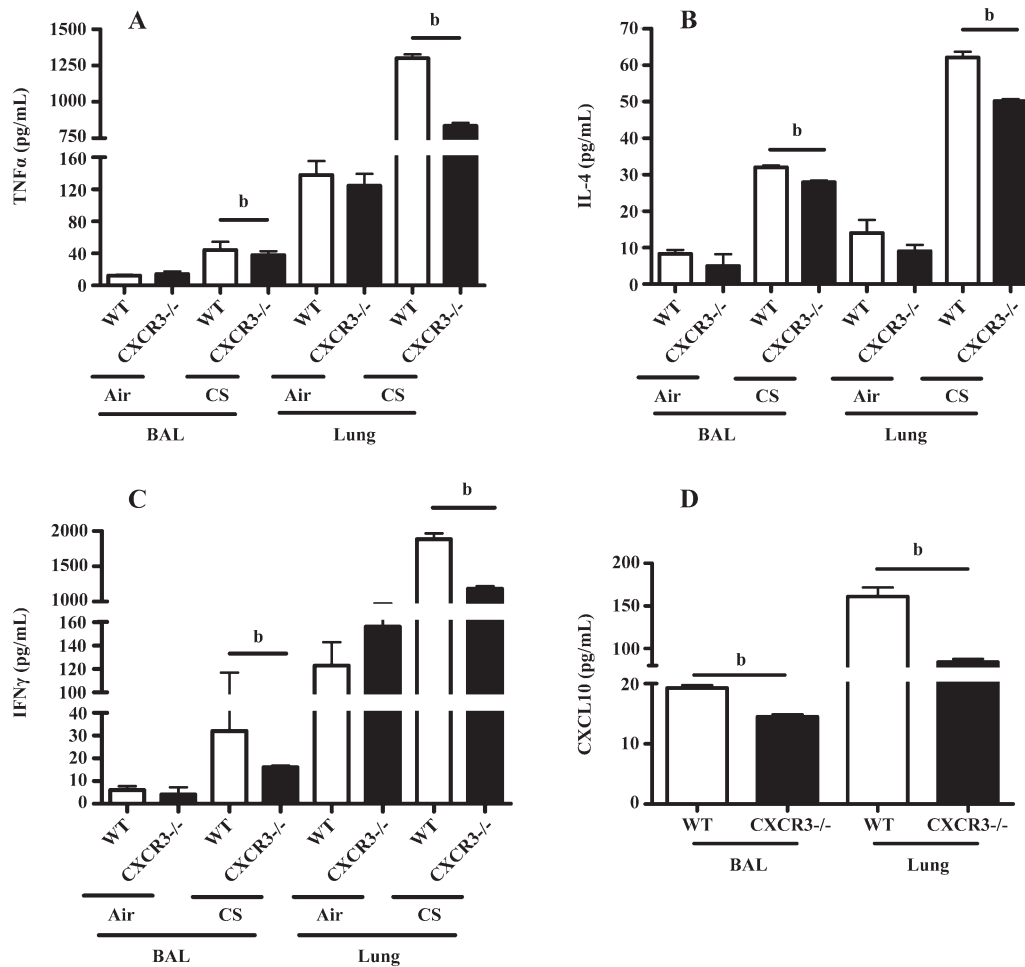 A
b
1500
1250
1000
750
160
120
80
40
0
TNFα (pg/mL)
b
WT
CXCR3-/-
WT
CXCR3-/-
WT
CXCR3-/-
WT
CXCR3-/-
Air
CS
Air
CS
BAL
Lung
B
b
70
60
50
40
30
20
10
0
IL-4 (pg/mL)
b
WT
CXCR3-/-
WT
CXCR3-/-
WT
CXCR3-/-
WT
CXCR3-/-
Air
CS
Air
CS
BAL
Lung
C
b
2000
1500
1000
160
140
120
100
40
30
20
10
0
IFNγ (pg/mL)
b
WT
CXCR3-/-
WT
CXCR3-/-
WT
CXCR3-/-
WT
CXCR3-/-
Air
CS
Air
CS
BAL
Lung
D
b
200
150
100
20
10
0
CXCL10 (pg/mL)
b
WT
CXCR3-/-
WT
CXCR3-/-
BAL
Lung